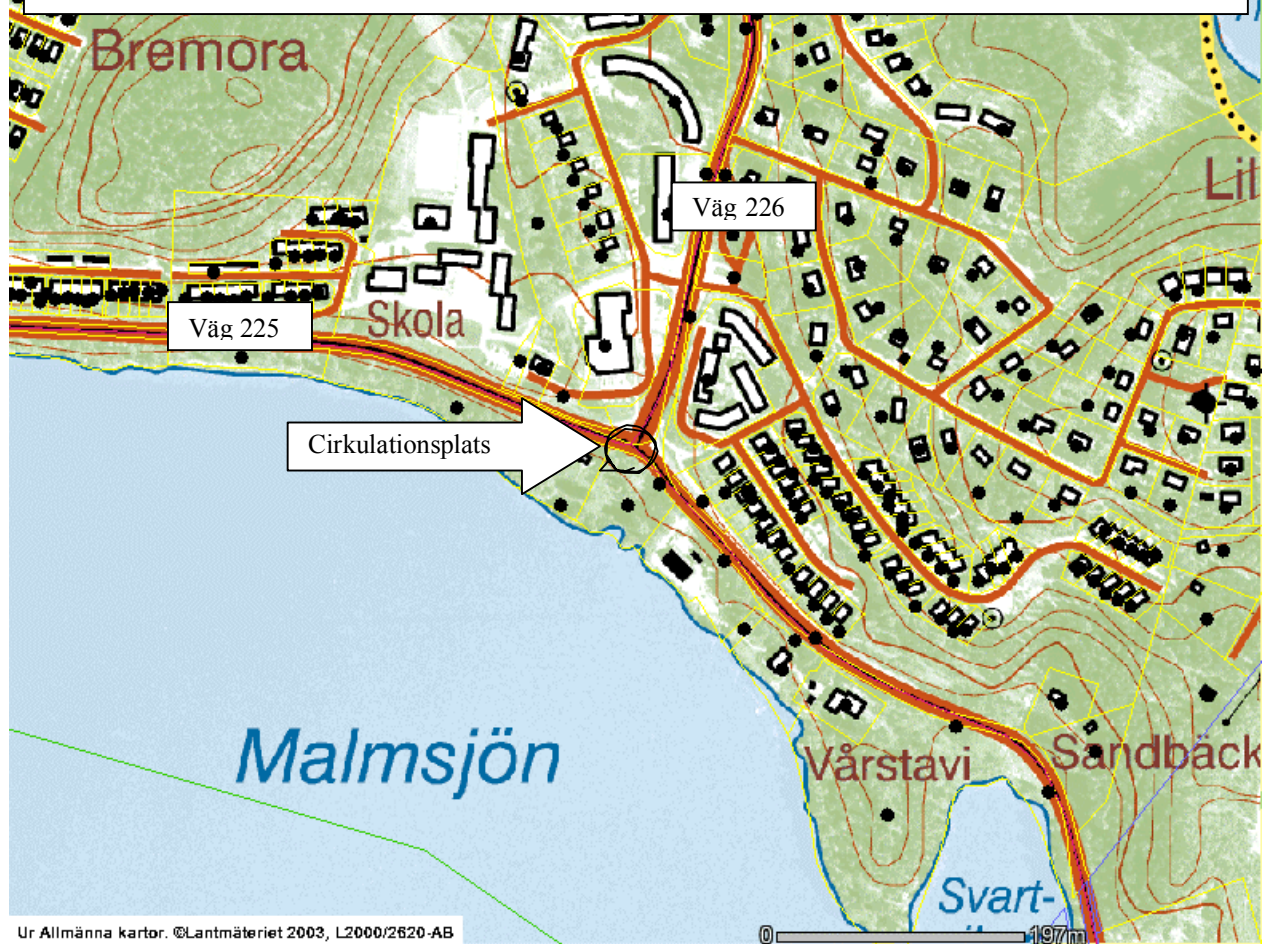 Bremora
Lil
Väg 226
Väg 225
Skola
Cirkulationsplats
Malmsjön
Vårstavi
Sandbäck
Svart-
Ur Allmänna kartor. ©Lantmäteriet 2003, L2000/2620-AB
0 197m